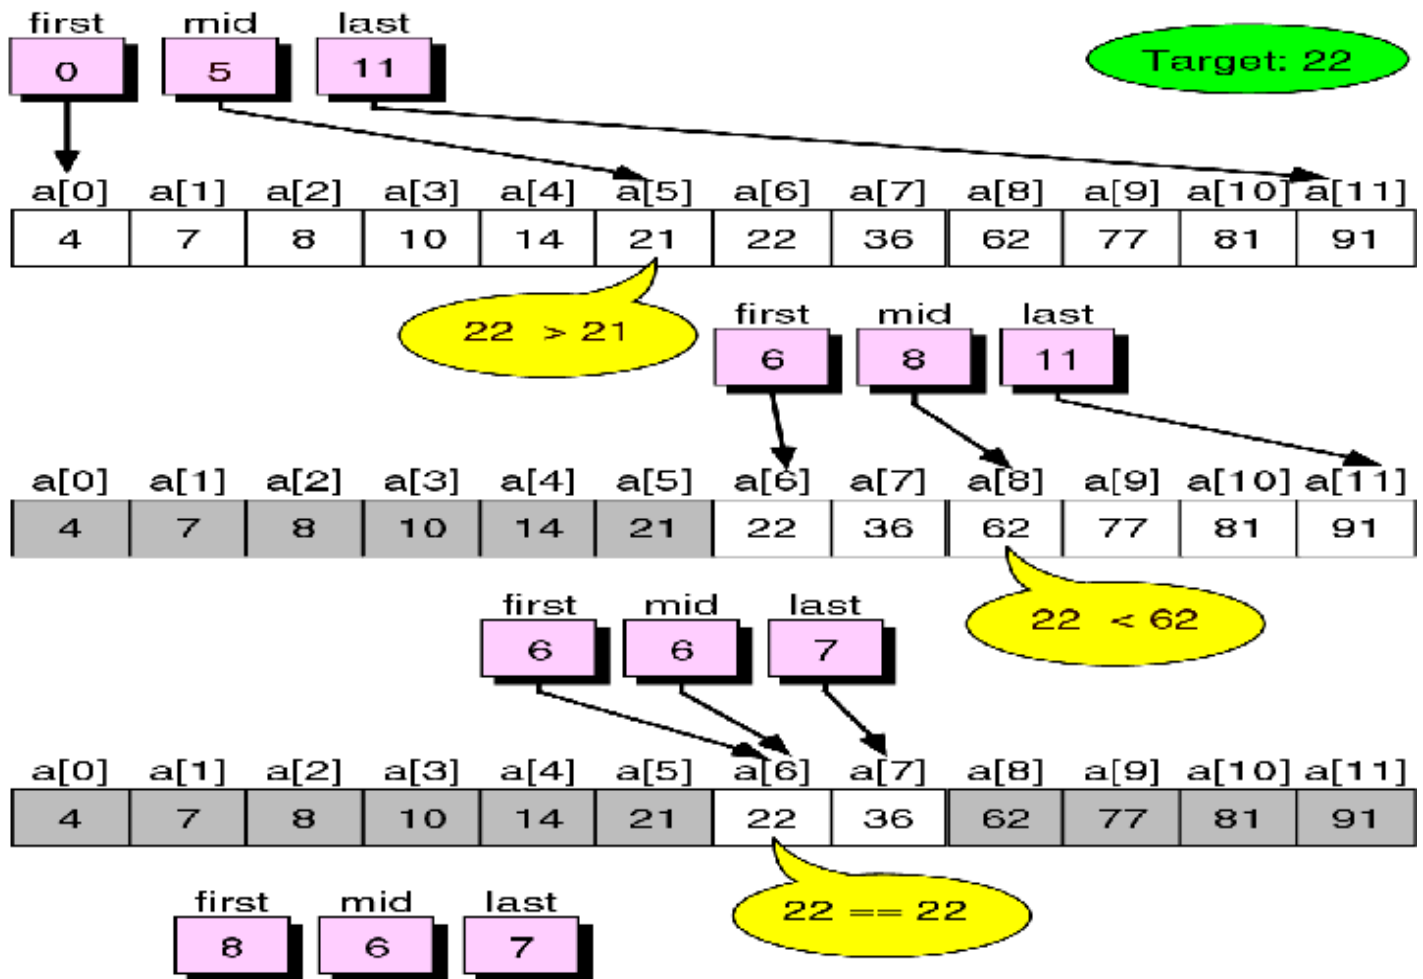 first mid last
0 5 11
Target: 22
a[0] a[1] a[2] a[3] a[4] a[5] a[6] a[7] a[8] a[9] a[10] a[11]
4 7 8 10 14 21 22 36 62 77 81 91
22 > 21
first mid last
6 8 11
a[0] a[1] a[2] a[3] a[4] a[5] a[6] a[7] a[8] a[9] a[10] a[11]
4 7 8 10 14 21 22 36 62 77 81 91
22 < 62
first mid last
6 6 7
a[0] a[1] a[2] a[3] a[4] a[5] a[6] a[7] a[8] a[9] a[10] a[11]
4 7 8 10 14 21 22 36 62 77 81 91
22 == 22
first mid last
8 6 7